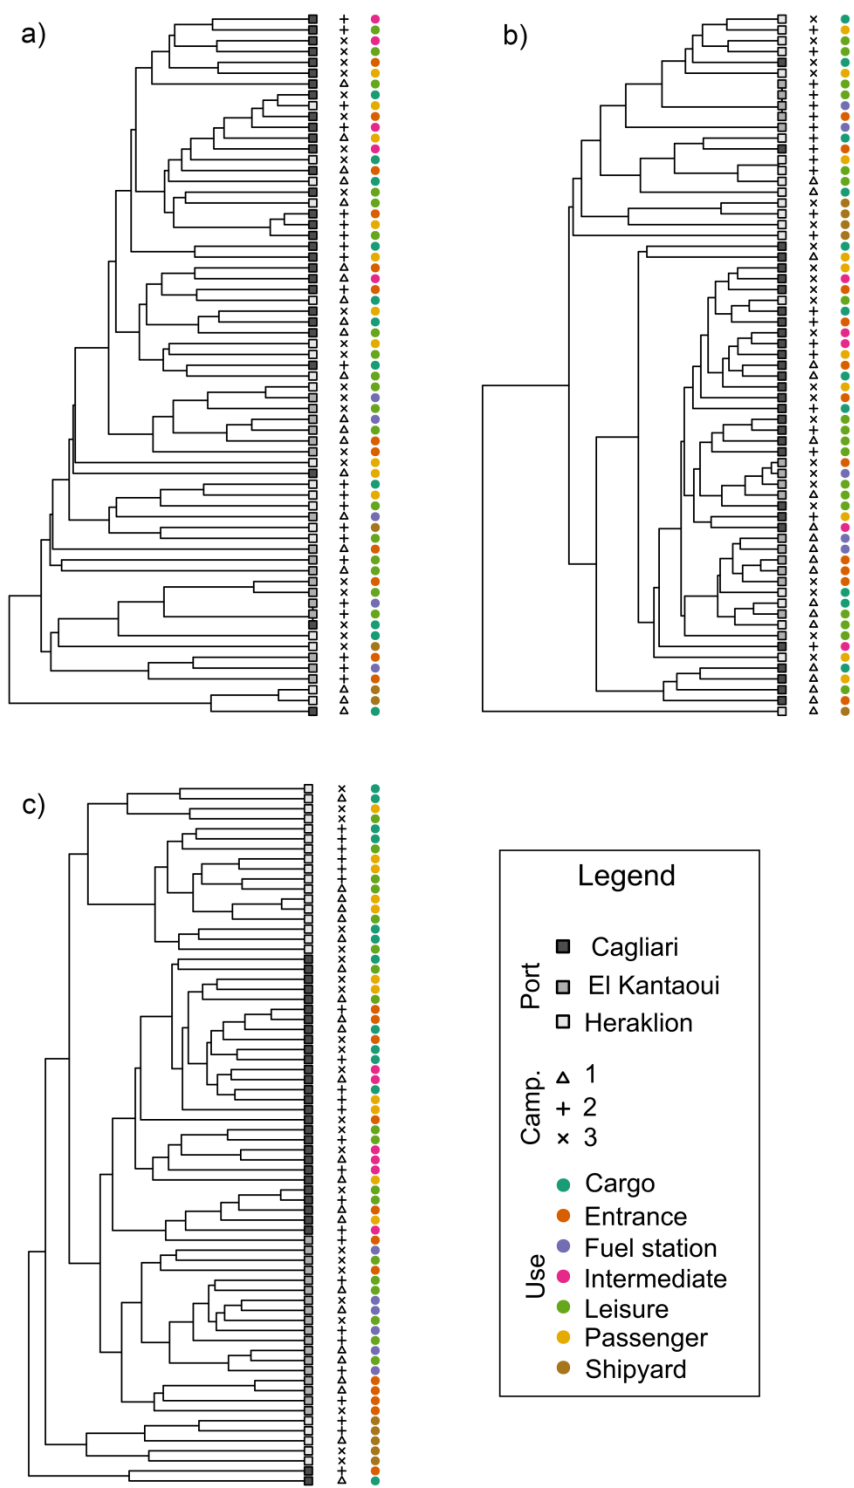 a)
b)
c)
Legend
Port
Cagliari
El Kantaoui
Heraklion
Camp.
1
2
3
Use
Cargo
Entrance
Fuel station
Intermediate
Leisure
Passenger
Shipyard